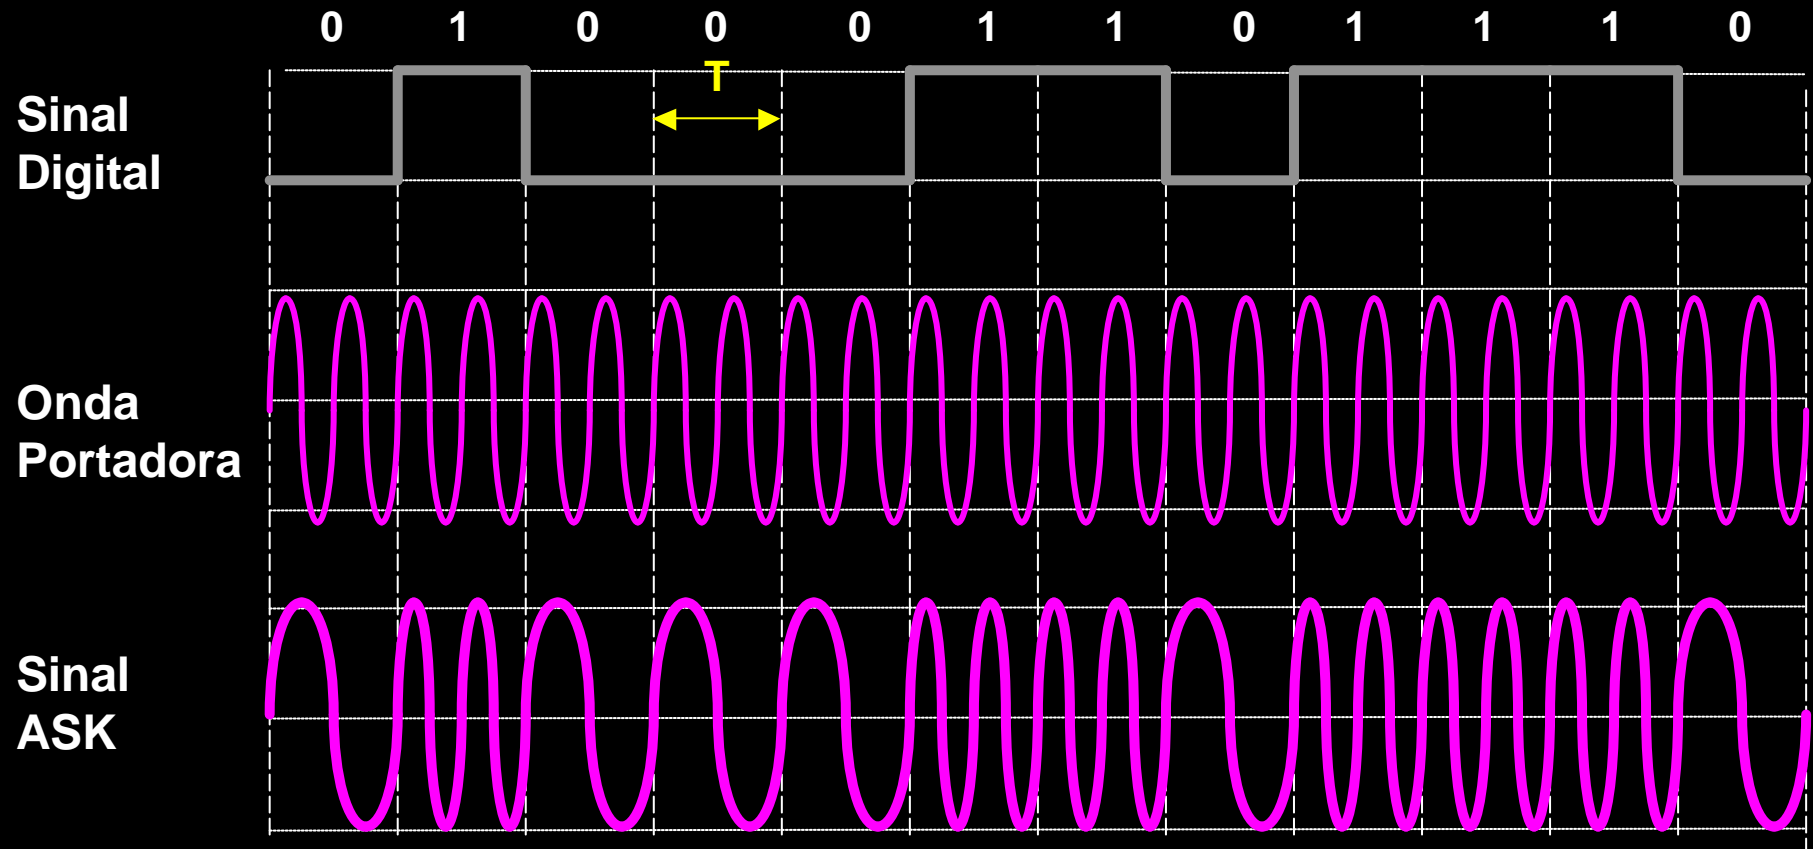 0 1 0 0 0 1 1 0 1 1 1 0
T
Sinal
Digital
Onda
Portadora
Sinal
ASK